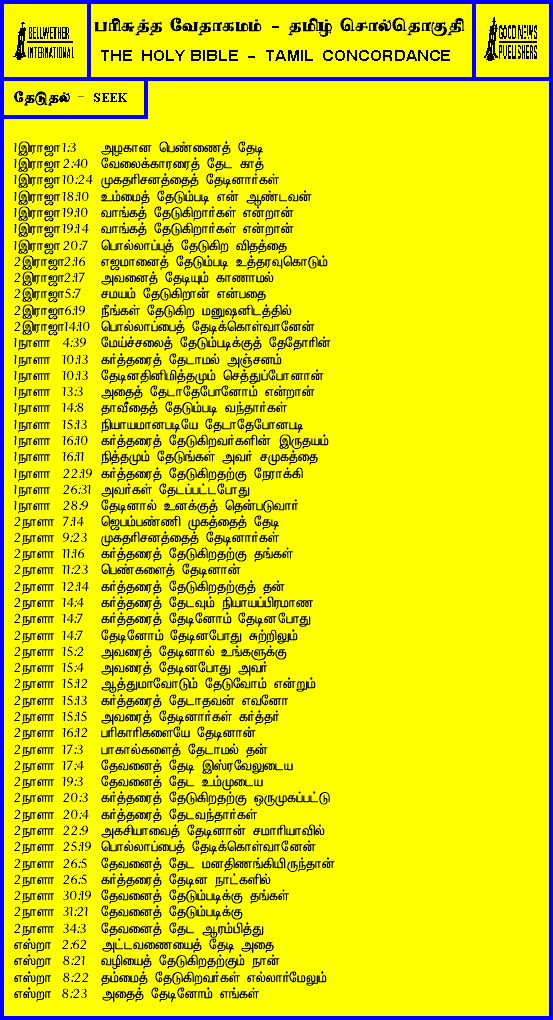 BELLWETHER
INTERNATIONAL
பரிசுத்த வேதாகமம் - தமிழ் சொல்தொகுதி
THE HOLY BIBLE - TAMIL CONCORDANCE
GOOD NEWS
PUBLISHERS
தேடுதல் - SEEK
1இராஜா 1:3 அழகான பெண்ணைத் தேடி
1இராஜா 2:40 வேலைக்காரரைத் தேட காத்
1இராஜா 10:24 முகதரிசனத்தைத் தேடினார்கள்
1இராஜா 18:10 உம்மைத் தேடும்படி என் ஆண்டவன்
1இராஜா 19:10 வாங்கத் தேடுகிறார்கள் என்றான்
1இராஜா 19:14 வாங்கத் தேடுகிறார்கள் என்றான்
1இராஜா 20:7 பொல்லாப்புத் தேடுகிற விதத்தை
2இராஜா 2:16 எஜமானைத் தேடும்படி உத்தரவுகொடும்
2இராஜா 2:17 அவனைத் தேடியும் காணாமல்
2இராஜா 5:7 சமயம் தேடுகிறான் என்பதை
2இராஜா 6:19 நீங்கள் தேடுகிற மனுஷனிடத்தில்
2இராஜா 14:10 பொல்லாப்பைத் தேடிக்கொள்வானேன்
1நாளா 4:39 மேய்ச்சலைத் தேடும்படிக்குத் தேதோரின்
1நாளா 10:13 கர்த்தரைத் தேடாமல் அஞ்சனம்
1நாளா 10:13 தேடினதினிமித்தமும் செத்துப்போனான்
1நாளா 13:3 அதைத் தேடாதேபோனோம் என்றான்
1நாளா 14:8 தாவீதைத் தேடும்படி வந்தார்கள்
1நாளா 15:13 நியாயமானபடியே தேடாதேபோனபடி
1நாளா 16:10 கர்த்தரைத் தேடுகிறவர்களின் இருதயம்
1நாளா 16:11 நித்தமும் தேடுங்கள் அவர் சமுகத்தை
1நாளா 22:19 கர்த்தரைத் தேடுகிறதற்கு நேராக்கி
1நாளா 26:31 அவர்கள் தேடப்பட்டபோது
1நாளா 28:9 தேடினால் உனக்குத் தென்படுவார்
2நாளா 7:14 ஜெபம்பண்ணி முகத்தைத் தேடி
2நாளா 9:23 முகதரிசனத்தைத் தேடினார்கள்
2நாளா 11:16 கர்த்தரைத் தேடுகிறதற்கு தங்கள்
2நாளா 11:23 பெண்களைத் தேடினான்
2நாளா 12:14 கர்த்தரைத் தேடுகிறதற்குத் தன்
2நாளா 14:4 கர்த்தரைத் தேடவும் நியாயப்பிரமாண
2நாளா 14:7 கர்த்தரைத் தேடினோம் தேடினபோது
2நாளா 14:7 தேடினோம் தேடினபோது சுற்றிலும்
2நாளா 15:2 அவரைத் தேடினால் உங்களுக்கு
2நாளா 15:4 அவரைத் தேடினபோது அவர்
2நாளா 15:12 ஆத்துமாவோடும் தேடுவோம் என்றும்
2நாளா 15:13 கர்த்தரைத் தேடாதவன் எவனோ
2நாளா 15:15 அவரைத் தேடினார்கள் கர்த்தர்
2நாளா 16:12 பரிகாரிகளையே தேடினான்
2நாளா 17:3 பாகால்களைத் தேடாமல் தன்
2நாளா 17:4 தேவனைத் தேடி இஸ்ரவேலுடைய
2நாளா 19:3 தேவனைத் தேட உம்முடைய
2நாளா 20:3 கர்த்தரைத் தேடுகிறதற்கு ஒருமுகப்பட்டு
2நாளா 20:4 கர்த்தரைத் தேடவந்தார்கள்
2நாளா 22:9 அகசியாவைத் தேடினான் சமாரியாவில்
2நாளா 25:19 பொல்லாப்பைத் தேடிக்கொள்வானேன்
2நாளா 26:5 தேவனைத் தேட மனதிணங்கியிருந்தான்
2நாளா 26:5 கர்த்தரைத் தேடின நாட்களில்
2நாளா 30:19 தேவனைத் தேடும்படிக்கு தங்கள்
2நாளா 31:21 தேவனைத் தேடும்படிக்கு
2நாளா 34:3 தேவனைத் தேட ஆரம்பித்து
எஸ்றா 2:62 அட்டவணையைத் தேடி அதை
எஸ்றா 8:21 வழியைத் தேடுகிறதற்கும் நான்
எஸ்றா 8:22 தம்மைத் தேடுகிறவர்கள் எல்லார்மேலும்
எஸ்றா 8:23 அதைத் தேடினோம் எங்கள்